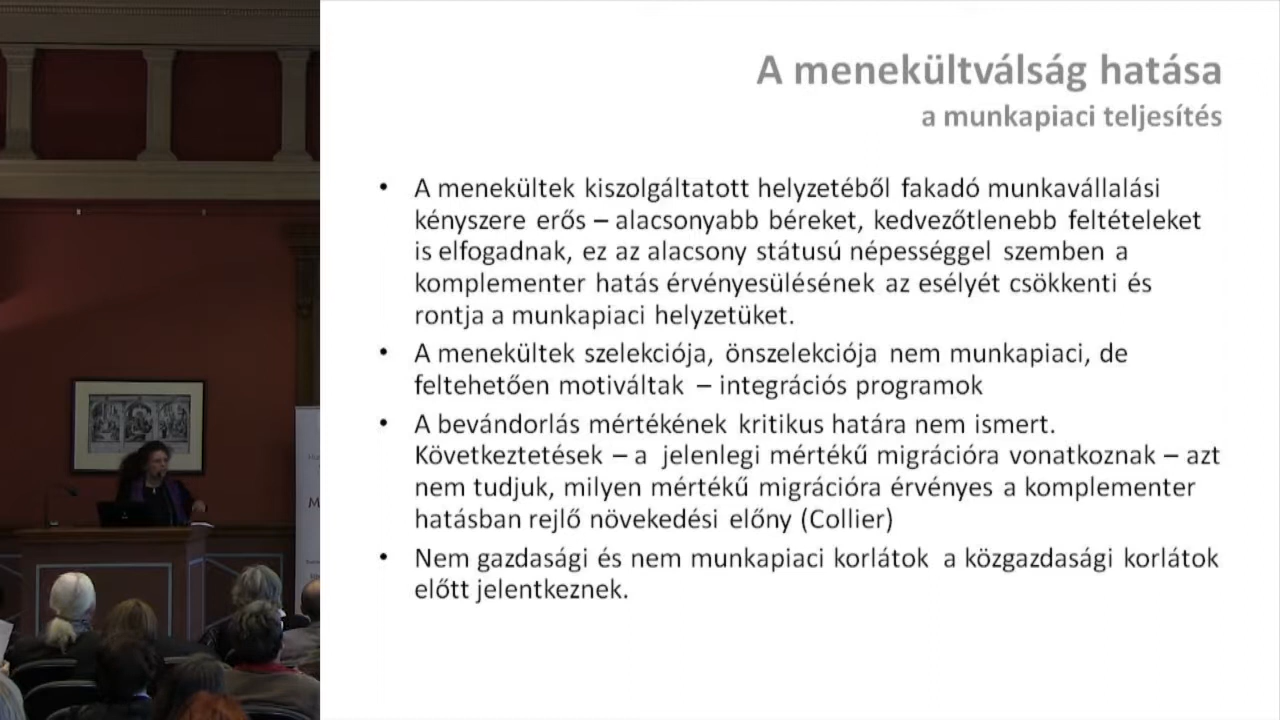 A menekültválság hatása
a munkapiaci teljesítés
• A menekültek kiszolgáltatott helyzetéből fakadó munkavállalási
kényszere erős – alacsonyabb béreket, kedvezőtlenebb feltételeket
is elfogadnak, ez az alacsony státusú népességgel szemben a
komplementer hatás érvényesülésének az esélyét csökkenti és
rontja a munkapiaci helyzetüket.
• A menekültek szelekciója, önszelekciója nem munkapiaci, de
feltehetően motiváltak – integrációs programok
• A bevándorlás mértékének kritikus határa nem ismert.
Következtetések – a jelenlegi mértékű migrációra vonatkoznak – azt
nem tudjuk, milyen mértékű migrációra érvényes a komplementer
hatásban rejlő növekedési előny (Collier)
• Nem gazdasági és nem munkapiaci korlátok a közgazdasági korlátok
előtt jelentkeznek.